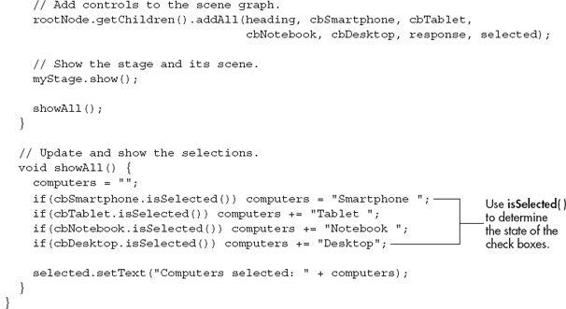 // Add controls to the scene graph.
rootNode.getChildren().addAll(heading, cbSmartphone, cbTablet,
cbNotebook, cbDesktop, response, selected);
// Show the stage and its scene.
myStage.show();
showAll();
}
// Update and show the selections.
void showAll() {
computers = "";
if(cbSmartphone.isSelected()) computers = "Smartphone ";
if(cbTablet.isSelected()) computers += "Tablet ";
if(cbNotebook.isSelected()) computers += "Notebook ";
if(cbDesktop.isSelected()) computers += "Desktop";
Use isSelected( )
to determine
the state of the
check boxes.
selected.setText("Computers selected: " + computers);
}
}